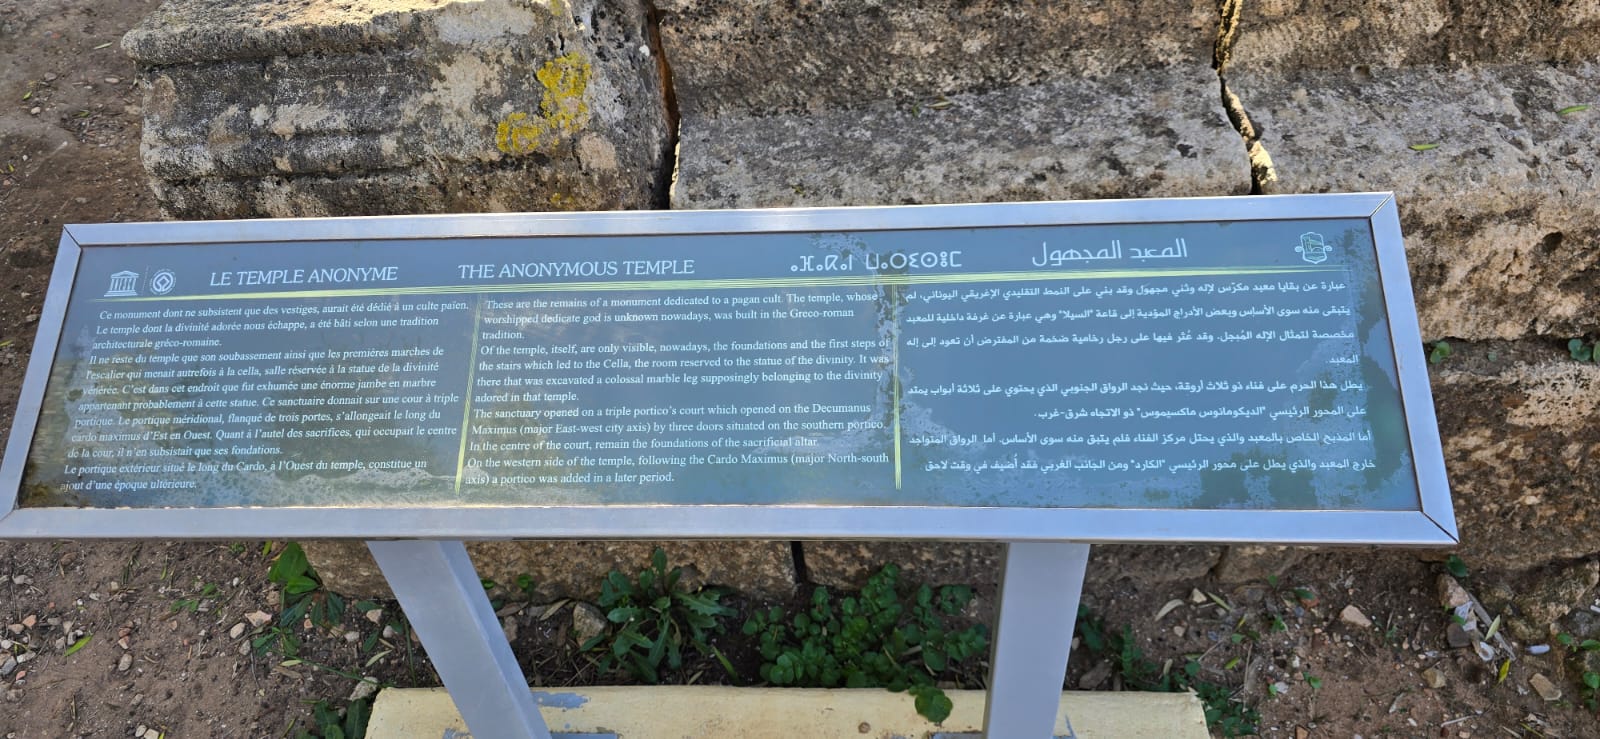 LE TEMPLE ANONYME
Ce monument dont ne subsistent que des vestiges, aurait été dédié à un culte païen.
Le temple dont la divinité adorée nous échappe, a été bâti selon une tradition
architecturale gréco-romaine.
Il ne reste du temple que son soubassement ainsi que les premières marches de
l'escalier qui menait autrefois à la cella, salle réservée à la statue de la divinité
vénérée. C'est dans cet endroit que fut exhumée une énorme jambe en marbre
appartenant probablement à cette statue. Ce sanctuaire donnait sur une cour à triple
portique. Le portique méridional, flanqué de trois portes, s'allongeait le long du
cardo maximus d'Est en Ouest. Quant à l'autel des sacrifices, qui occupait le centre
de la cour, il n'en subsistait que ses fondations.
Le portique extérieur situé le long du Cardo, à l'Ouest du temple, constitue un
ajout d'une époque ultérieure.
THE ANONYMOUS TEMPLE
These are the remains of a monument dedicated to a pagan cult. The temple, whose
worshipped dedicate god is unknown nowadays, was built in the Greco-roman
tradition.
Of the temple, itself, are only visible, nowadays, the foundations and the first steps of
the stairs which led to the Cella, the room reserved to the statue of the divinity. It was
there that was excavated a colossal marble leg supposingly belonging to the divinity
adored in that temple.
The sanctuary opened on a triple portico's court which opened on the Decumanus
Maximus (major East-west city axis) by three doors situated on the southern portico.
In the centre of the court, remain the foundations of the sacrificial altar.
On the western side of the temple, following the Cardo Maximus (major North-south
axis) a portico was added in a later period.
ⵡⴰⵔⵉⵙⵎ
المعبد المجهول
عبارة عن بقايا معبد مكرّس لإله وثني مجهول وقد بني على النمط التقليدي الإغريقي اليوناني، لم
يتبقى منه سوى الأساس وبعض الأدراج المؤدية إلى قاعة "السيلا" وهي عبارة عن غرفة داخلية للمعبد
مخصصة لتمثال الإله المُبجل. وقد عُثر فيها على رجل رخامية ضخمة من المفترض أن تعود إلى إله
المعبد.
يطل هذا الحرم على فناء ذو ثلاث أروقة، حيث نجد الرواق الجنوبي الذي يحتوي على ثلاثة أبواب يمتد
على المحور الرئيسي "الديكومانوس ماكسيموس" ذو الاتجاه شرق-غرب.
أما المذبح الخاص بالمعبد والذي يحتل مركز الفناء فلم يتبق منه سوى الأساس. أما الرواق المتواجد
خارج المعبد والذي يطل على محور الرئيسي "الكارد" ومن الجانب الغربي فقد أُضيف في وقت لاحق